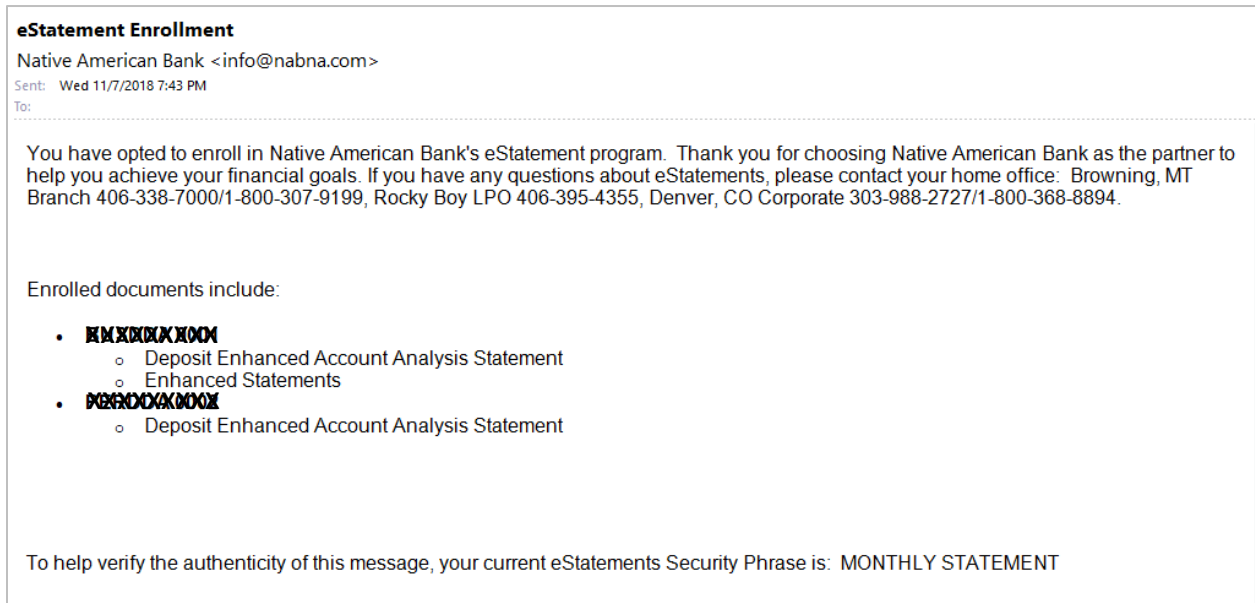 eStatement Enrollment
Native American Bank <info@nabna.com>
Sent: Wed 11/7/2018 7:43 PM
To:
You have opted to enroll in Native American Bank's eStatement program. Thank you for choosing Native American Bank as the partner to
help you achieve your financial goals. If you have any questions about eStatements, please contact your home office: Browning, MT
Branch 406-338-7000/1-800-307-9199, Rocky Boy LPO 406-395-4355, Denver, CO Corporate 303-988-2727/1-800-368-8894.
Enrolled documents include:
Deposit Enhanced Account Analysis Statement
Enhanced Statements
Deposit Enhanced Account Analysis Statement
To help verify the authenticity of this message, your current eStatements Security Phrase is: MONTHLY STATEMENT